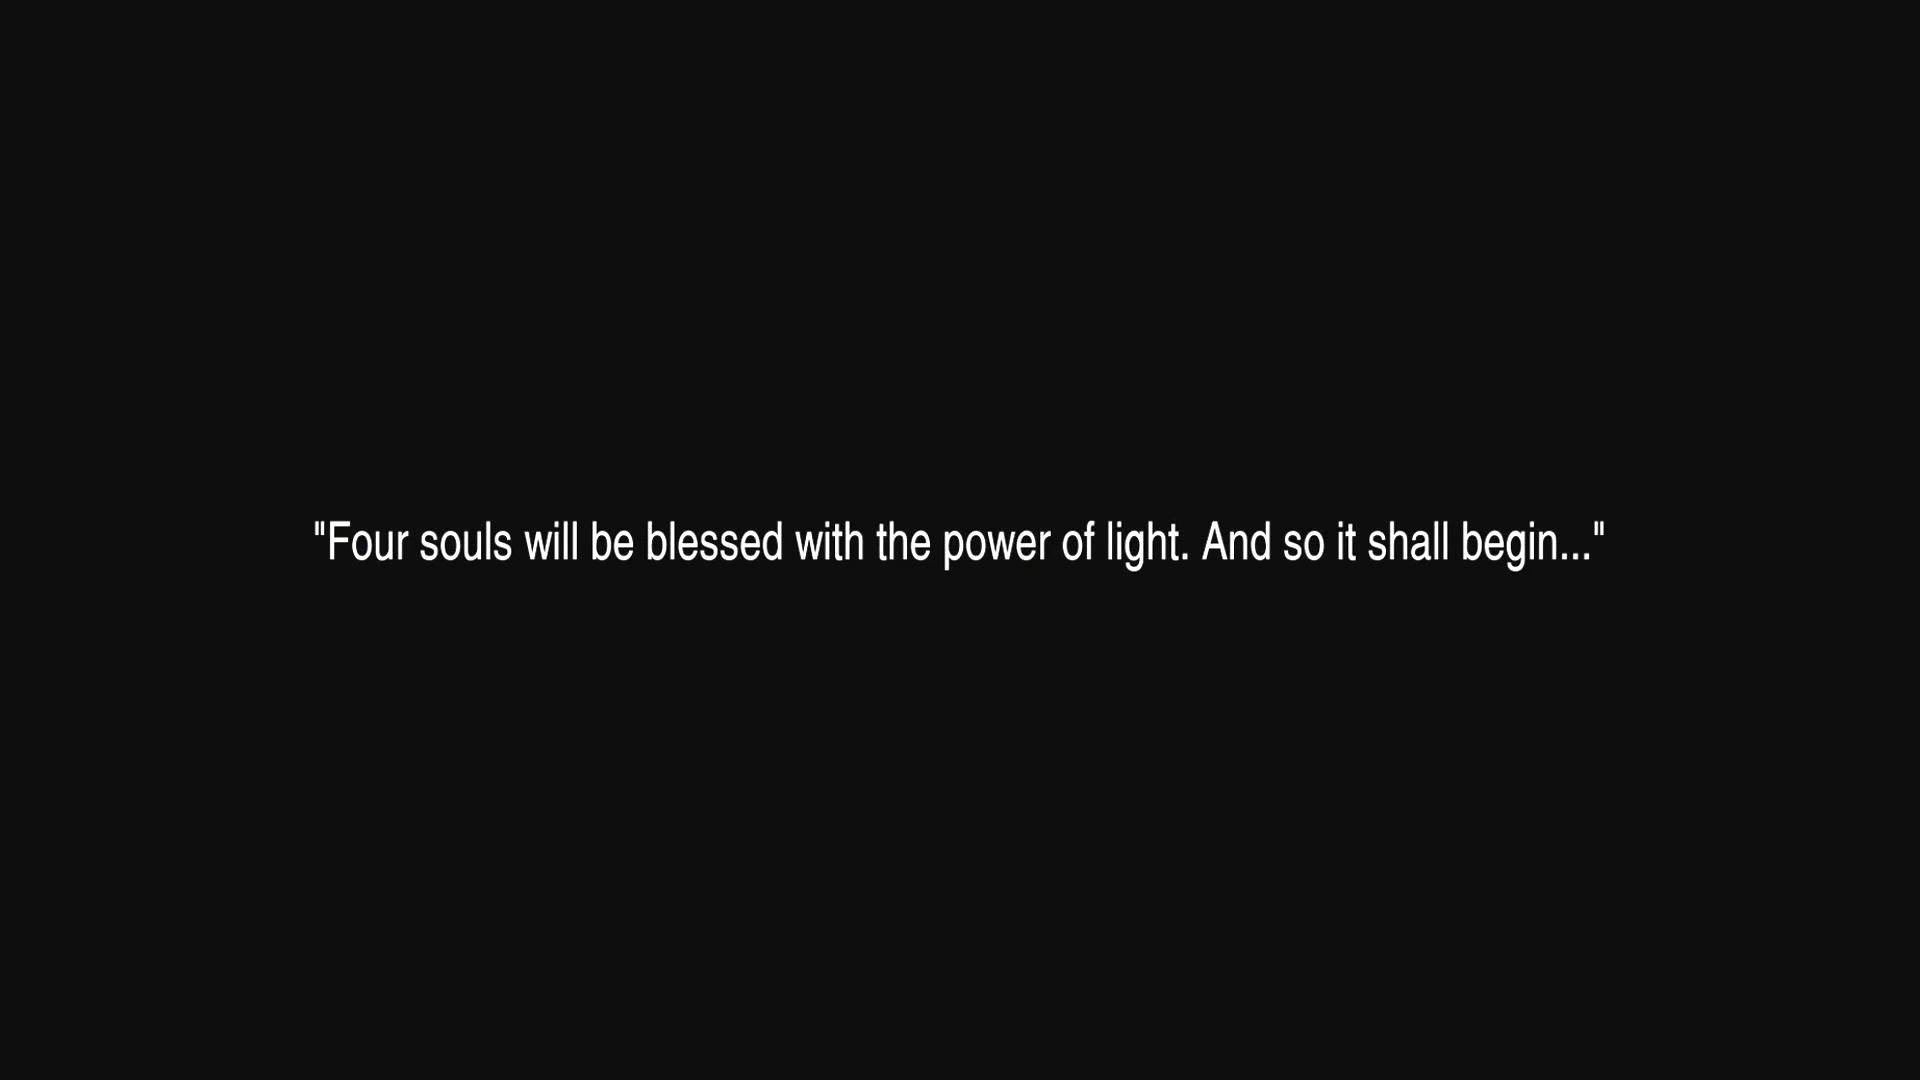 "Four souls will be blessed with the power of light. And so it shall begin..."